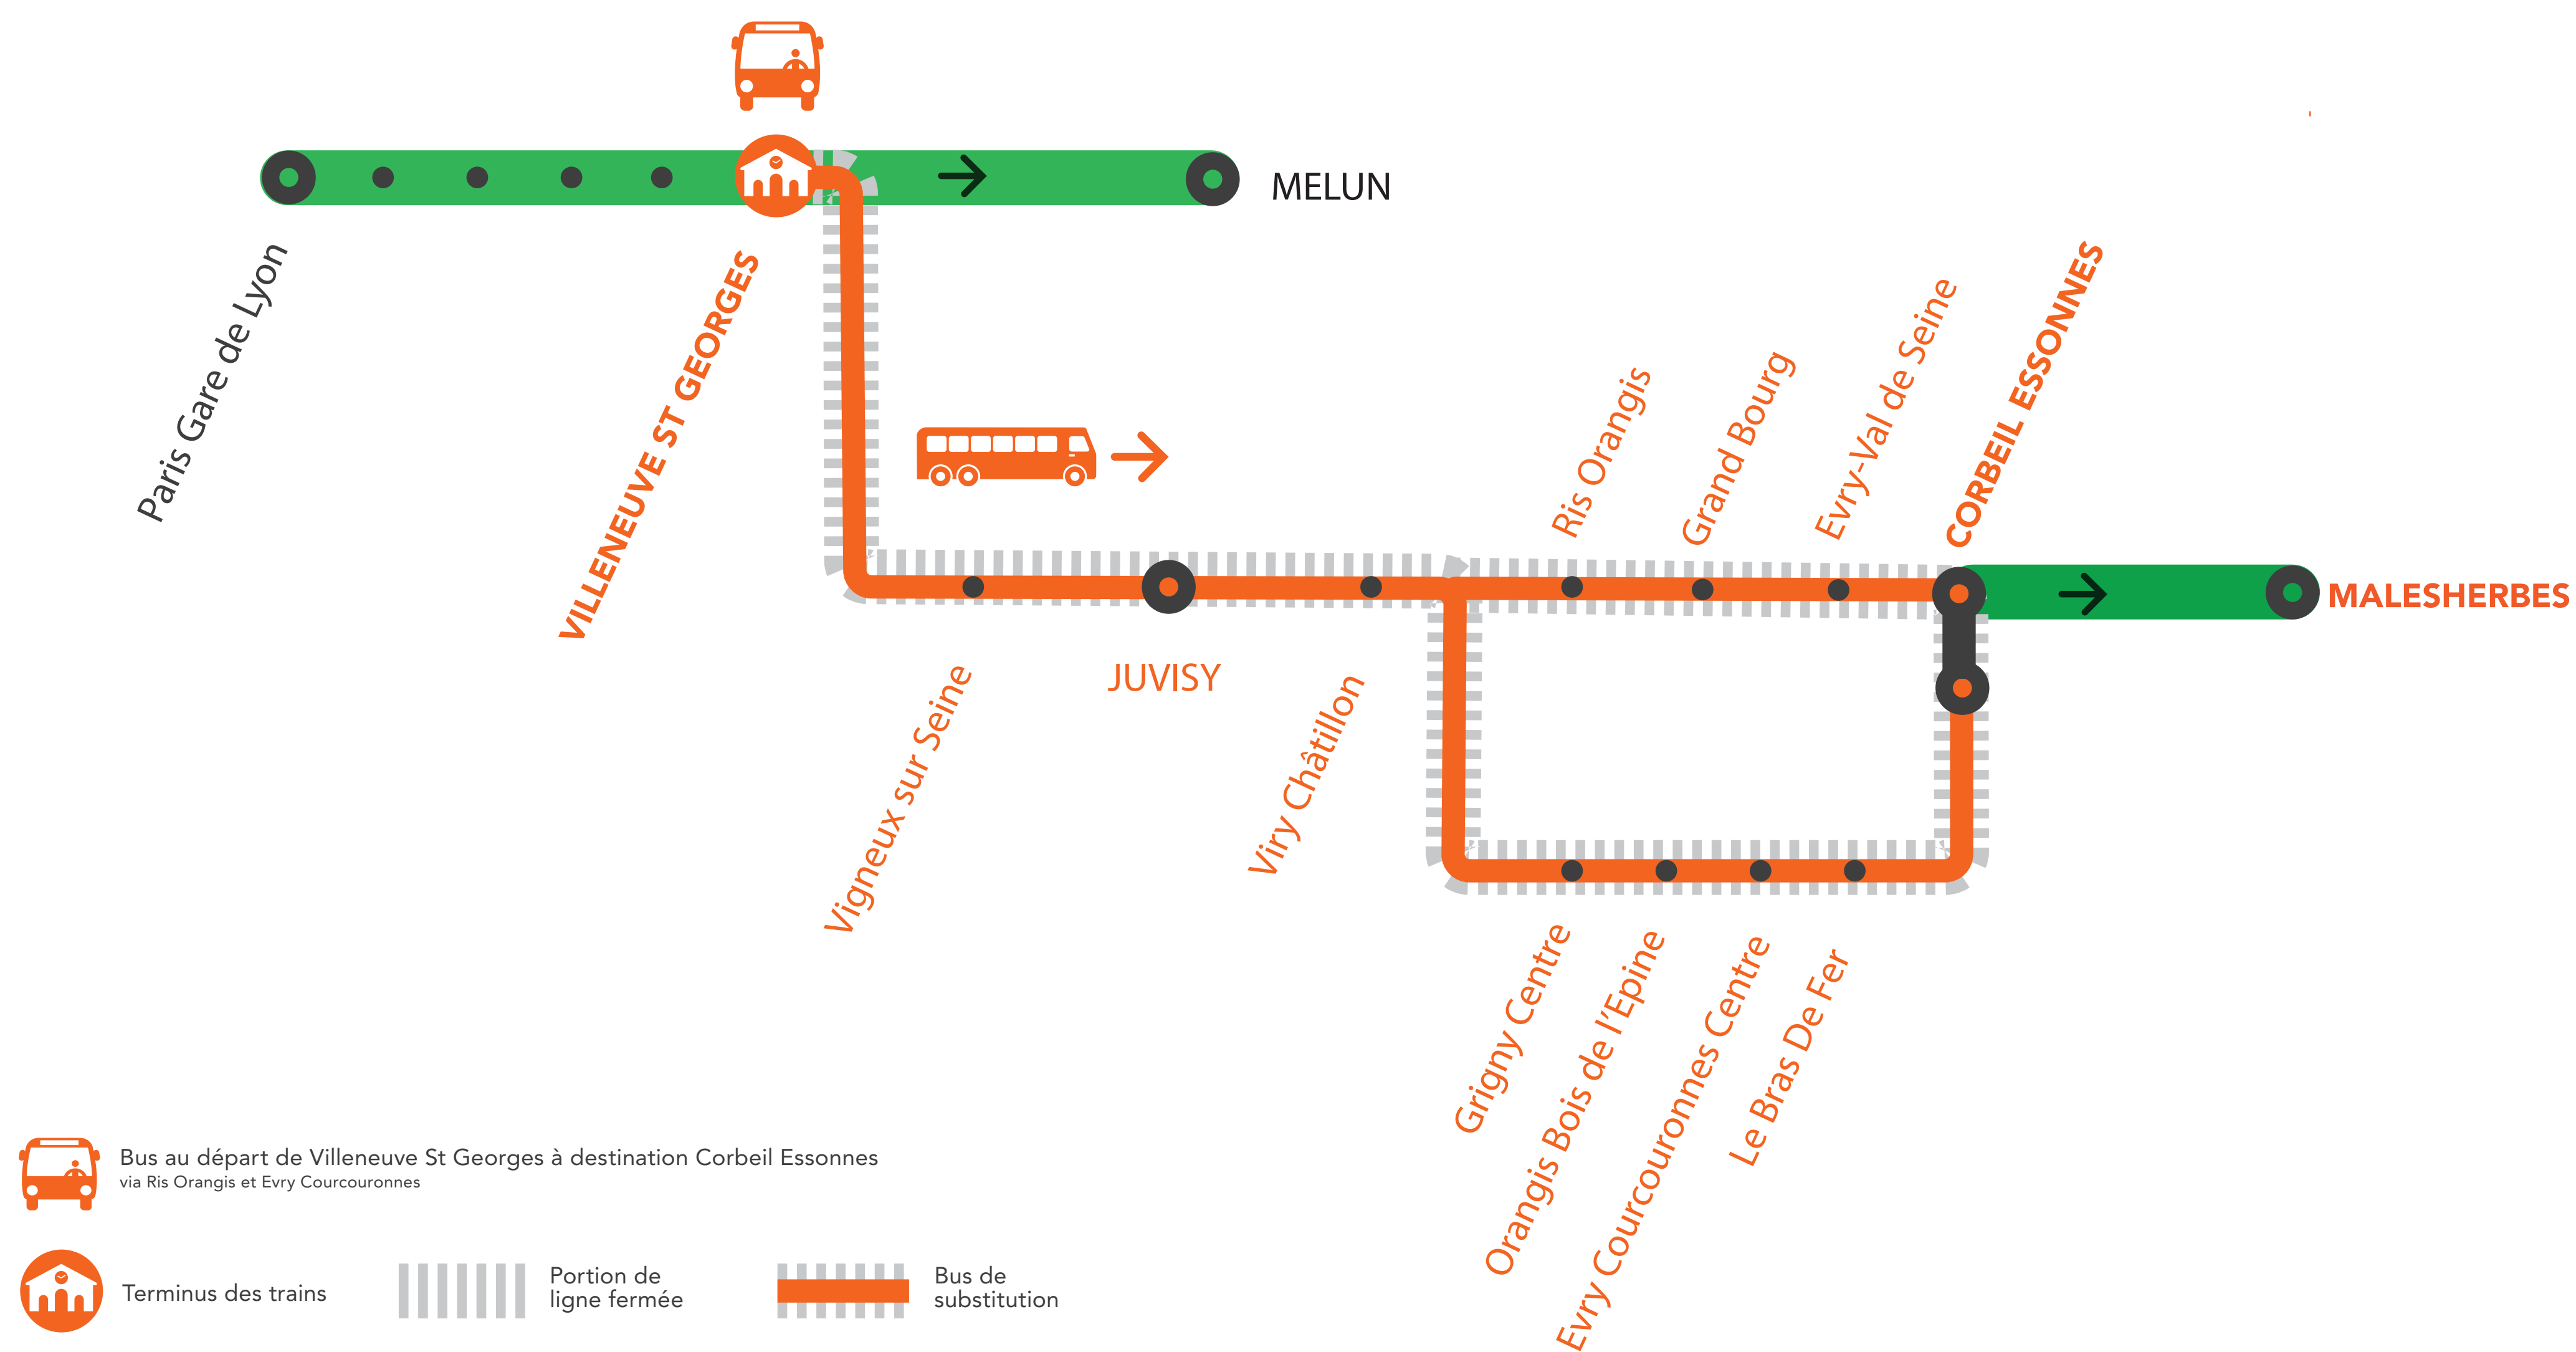 MELUN
Paris Gare de Lyon
VILLENEUVE ST GEORGES
Ris Orangis
Grand Bourg
Evry-Val de Seine
CORBEIL ESSONNES
MALESHERBES
Vigneux sur Seine
JUVISY
Viry Châtillon
Grigny Centre
Orangis Bois de l'Epine
Evry Courcouronnes Centre
Le Bras De Fer
Bus au départ de Villeneuve St Georges à destination Corbeil Essonnes
via Ris Orangis et Evry Courcouronnes
Terminus des trains
Portion de
ligne fermée
Bus de
substitution